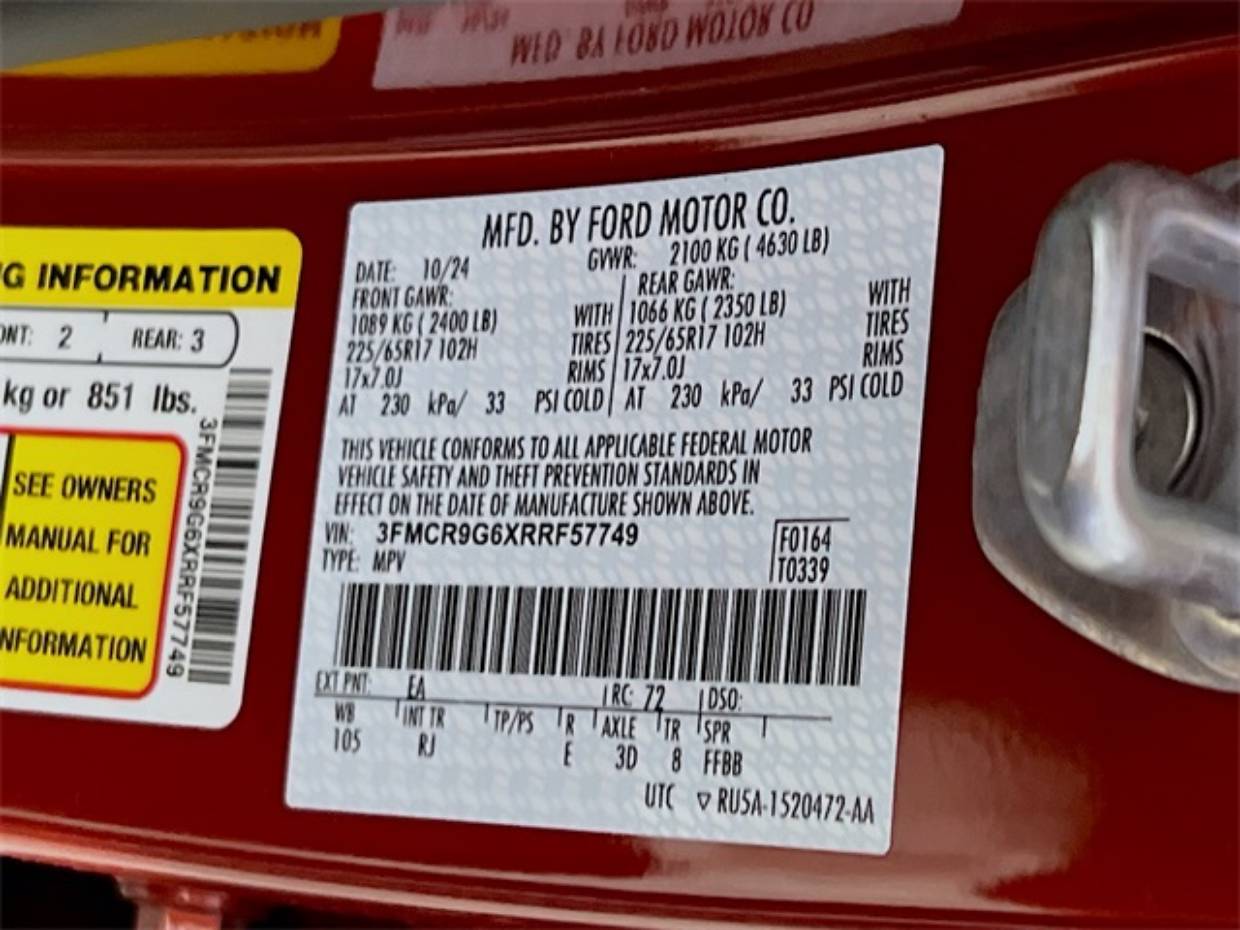 MFD. BY FORD MOTOR CO
G INFORMATION
NT: 2 REAR: 3
kg or 851 lbs.
3FMCR9G6XRRF57749
SEE OWNERS
MANUAL FOR
ADDITIONAL
NFORMATION
MFD. BY FORD MOTOR CO.
DATE: 10/24 GVWR: 2100 KG ( 4630 LB)
FRONT GAWR: REAR GAWR:
1089 KG ( 2400 LB) WITH 1066 KG ( 2350 LB) WITH
225/65R17 102H TIRES 225/65R17 102H TIRES
17x7.0J RIMS 17x7.0J RIMS
AT 230 kPa/ 33 PSI COLD AT 230 kPa/ 33 PSI COLD
THIS VEHICLE CONFORMS TO ALL APPLICABLE FEDERAL MOTOR
VEHICLE SAFETY AND THEFT PREVENTION STANDARDS IN
EFFECT ON THE DATE OF MANUFACTURE SHOWN ABOVE.
VIN: 3FMCR9G6XRRF57749 F0164
TYPE: MPV T0339
EXT PNT: EA RC: 72 DSO:
WB INT TR TP/PS R AXLE TR SPR
105 RJ E 3D 8 FFBB
UTC ▽ RU5A-1520472-AA